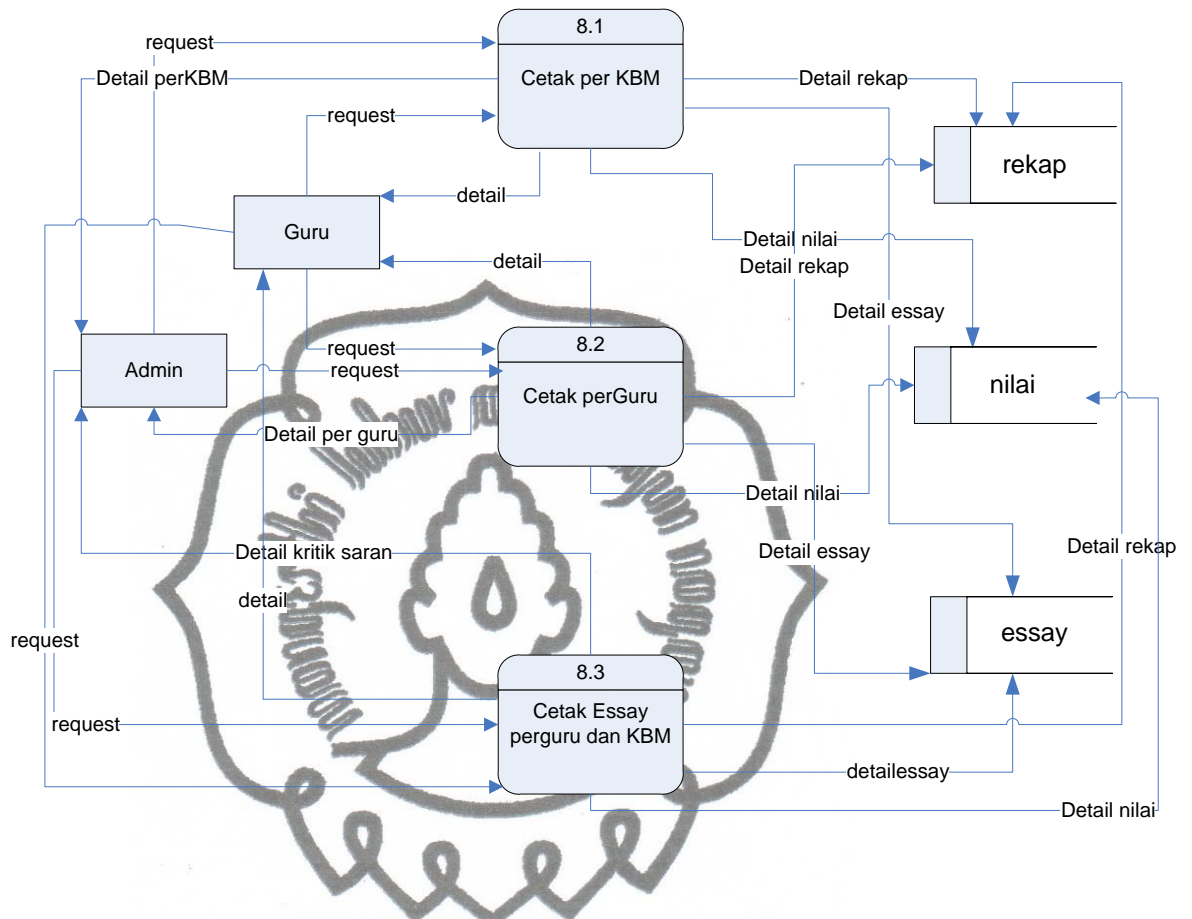 8.1
request
Cetak per KBM
Detail perKBM
Detail rekap
request
rekap
detail
Guru
Detail nilai
detail
Detail rekap
Detail essay
8.2
request
request
Admin
nilai
Cetak perGuru
Detail per guru
Detail nilai
Detail kritik saran
Detail essay
Detail rekap
detail
essay
request
8.3
Cetak Essay
perguru dan KBM
request
detailessay
Detail nilai